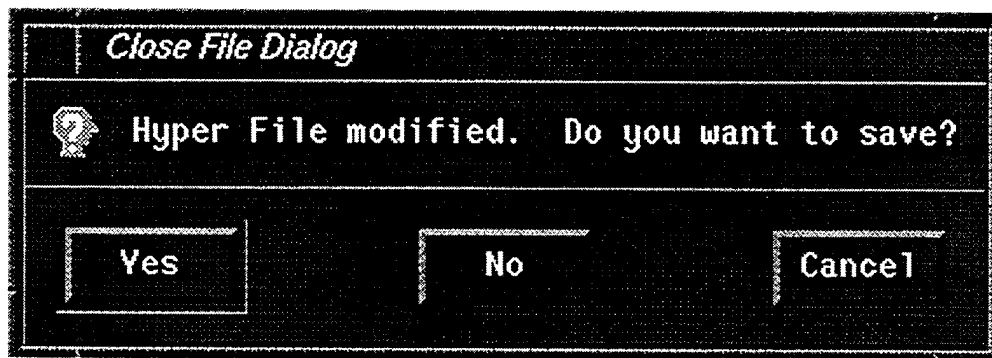 Close File Dialog
Hyper File modified.  Do you want to save?
Yes No Cancel